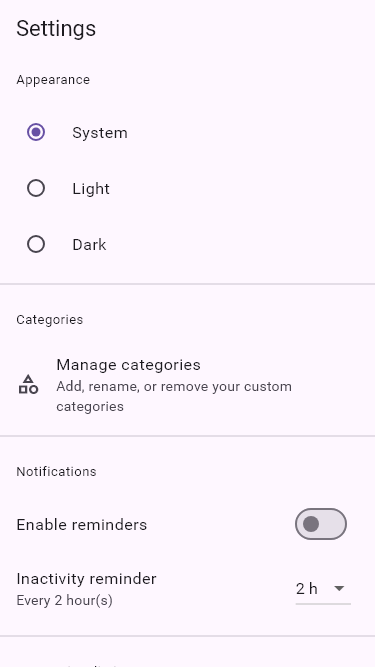 Settings
Appearance
System
Light
Dark
Categories
Manage categories
Add, rename, or remove your custom
categories
Notifications
Enable reminders
Inactivity reminder
Every 2 hour(s)
2 h